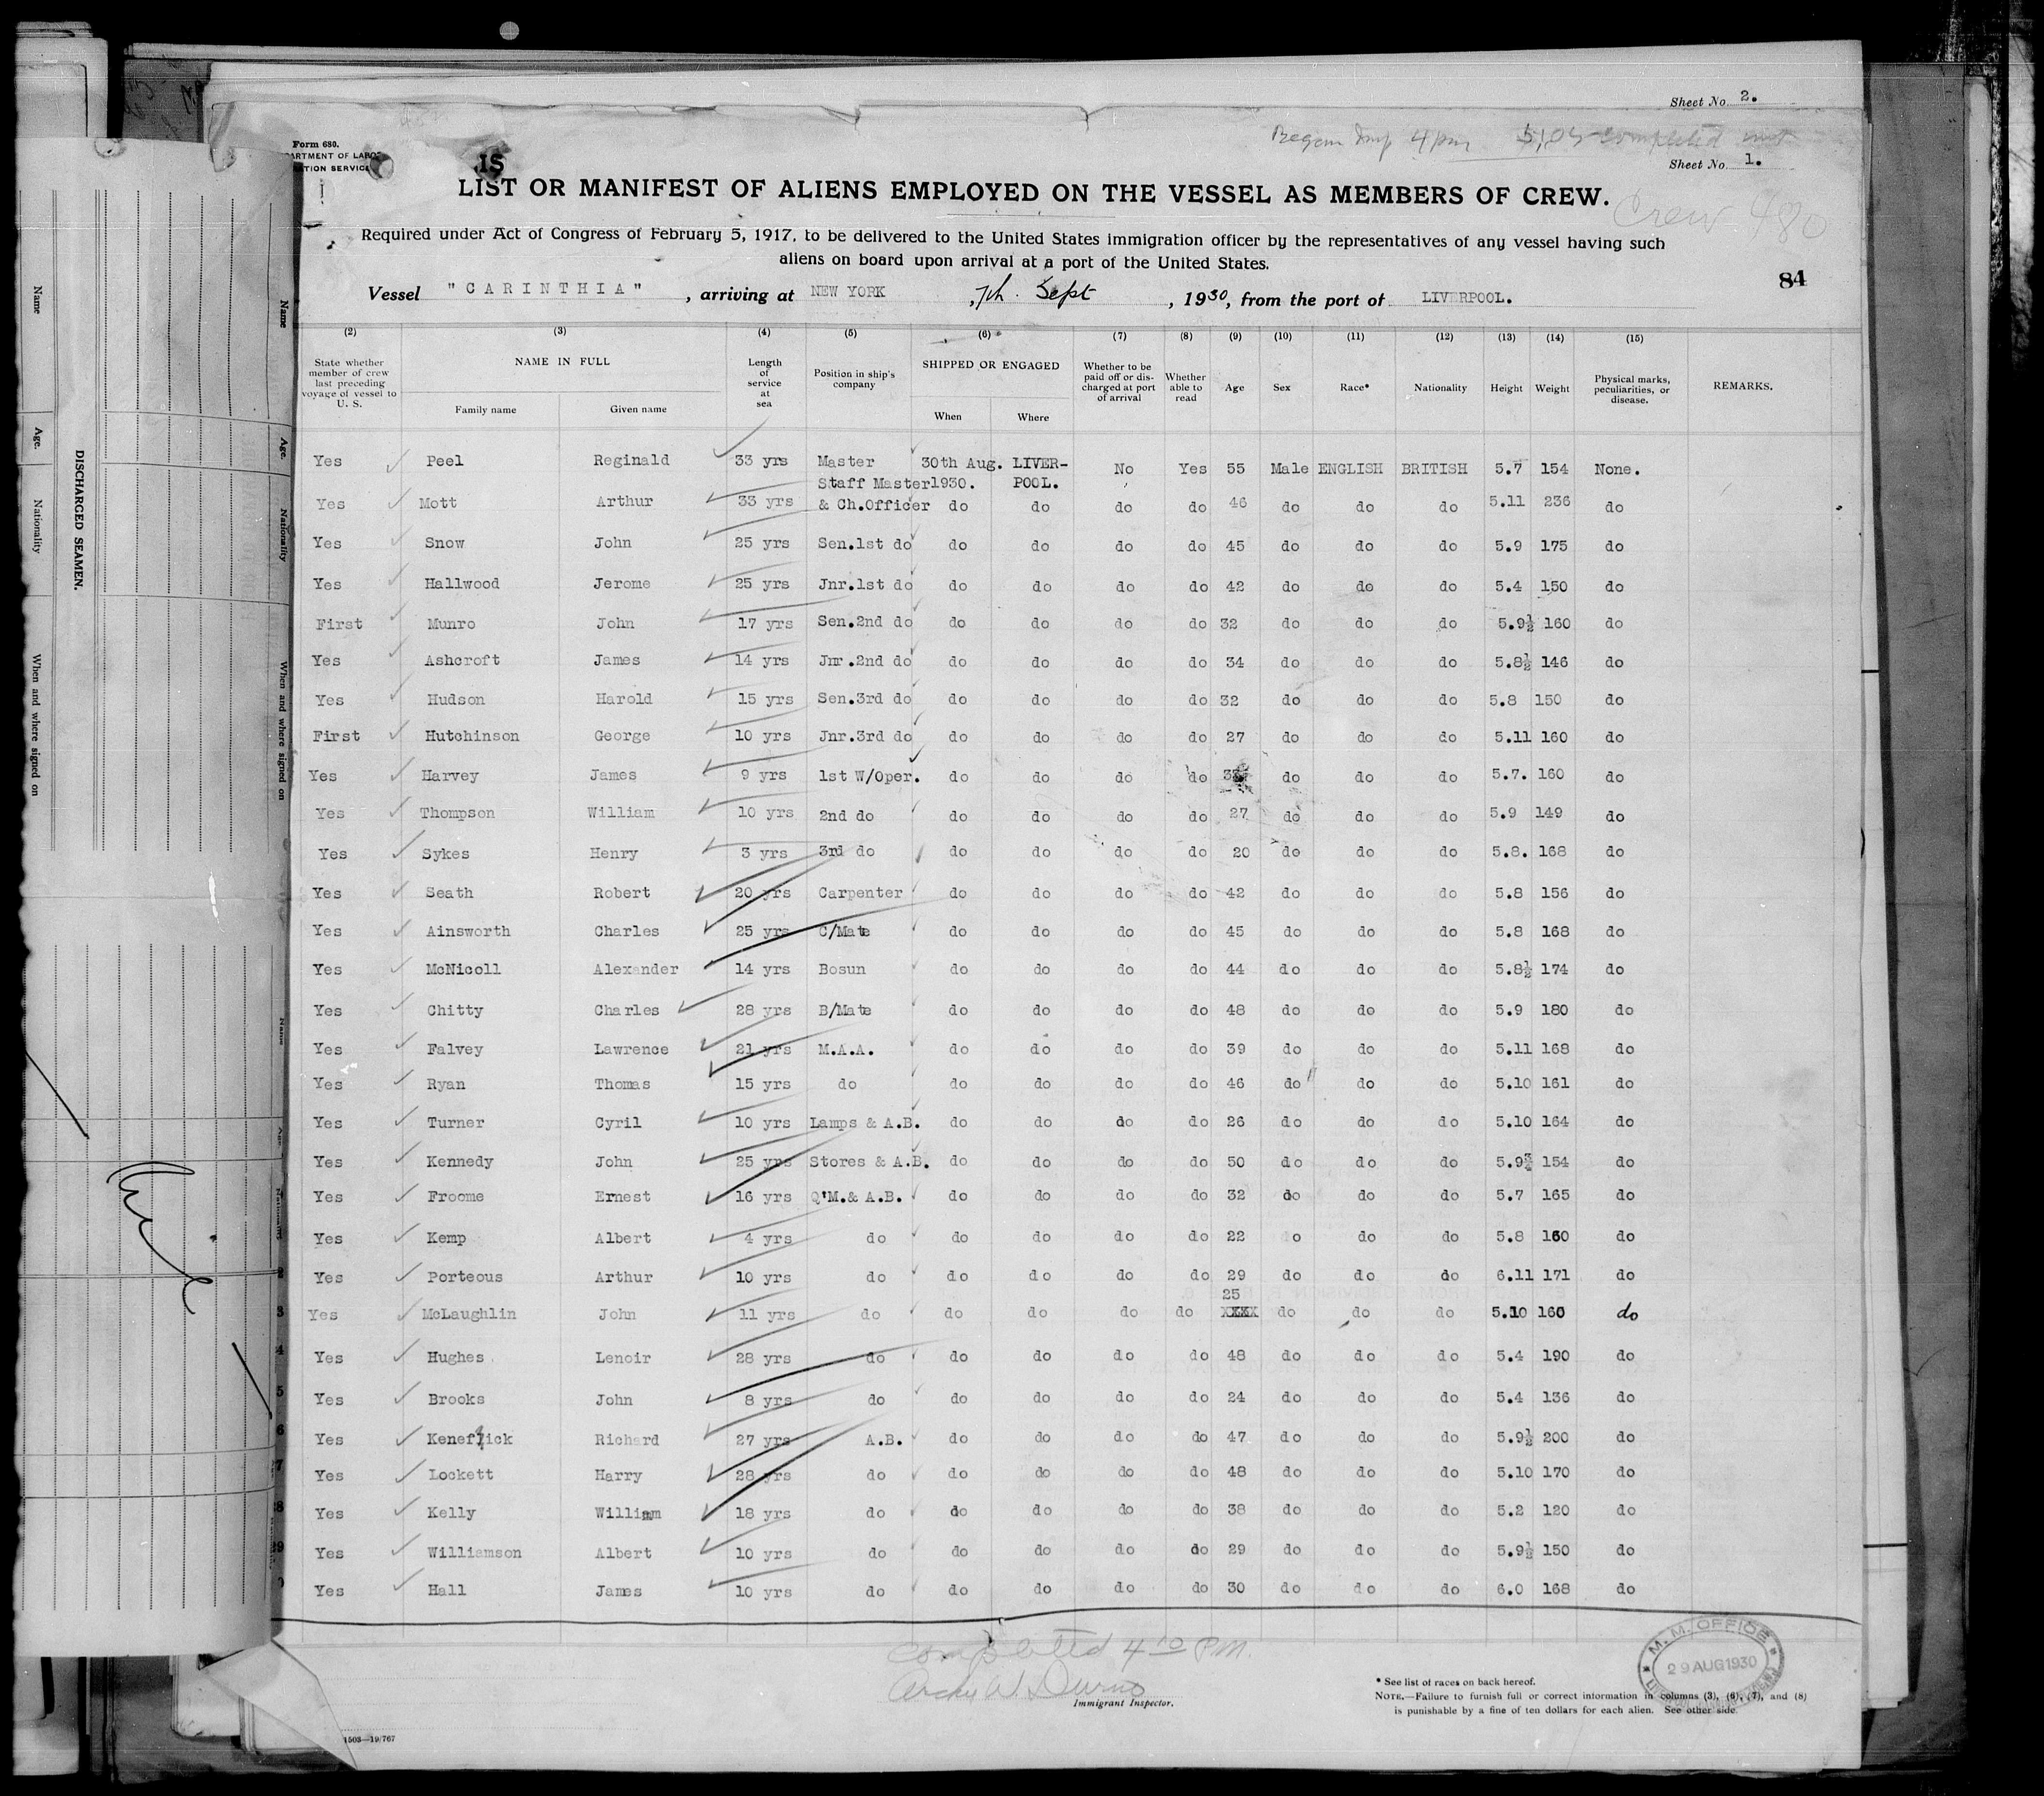 Sheet No. 2.
Began Insp 4 pm 5,05 completed
Sheet No. 1.
Form 680.
ARTMENT OF LABO
ATION SERVICE
IS
LIST OR MANIFEST OF ALIENS EMPLOYED ON THE VESSEL AS MEMBERS OF CREW.
Crew 480
Required under Act of Congress of February 5, 1917, to be delivered to the United States immigration officer by the representatives of any vessel having such
aliens on board upon arrival at a port of the United States.
84
Vessel "CARINTHIA", arriving at NEW YORK, 7th. Sept, 1930, from the port of LIVERPOOL.
(2) (3) (4) (5) (6) (7) (8) (9) (10) (11) (12) (13) (14) (15)
State whether member of crew last preceding voyage of vessel to U. S.
NAME IN FULL
Family name Given name
Length of service at sea
Position in ship's company
SHIPPED OR ENGAGED
When Where
Whether to be paid off or discharged at port of arrival
Whether able to read
Age Sex Race* Nationality Height Weight
Physical marks, peculiarities, or disease.
REMARKS.
Yes Peel Reginald 33 yrs Master 30th Aug. 1930. LIVER-POOL. No Yes 55 Male ENGLISH BRITISH 5.7 154 None.
Yes Mott Arthur 33 yrs Staff Master & Ch.Officer do do do do 46 do do do 5.11 236 do
Yes Snow John 25 yrs Sen.1st do do do do do 45 do do do 5.9 175 do
Yes Hallwood Jerome 25 yrs Jnr.1st do do do do do 42 do do do 5.4 150 do
First Munro John 17 yrs Sen.2nd do do do do do 32 do do do 5.9½ 160 do
Yes Ashcroft James 14 yrs Jnr.2nd do do do do do 34 do do do 5.8½ 146 do
Yes Hudson Harold 15 yrs Sen.3rd do do do do do 32 do do do 5.8 150 do
First Hutchinson George 10 yrs Jnr.3rd do do do do do 27 do do do 5.11 160 do
Yes Harvey James 9 yrs 1st W/Oper. do do do do do do do 5.7. 160 do
Yes Thompson William 10 yrs 2nd do do do do do 27 do do do 5.9 149 do
Yes Sykes Henry 3 yrs 3rd do do do do do 20 do do do 5.8. 168 do
Yes Seath Robert 20 yrs Carpenter do do do do 42 do do do 5.8 156 do
Yes Ainsworth Charles 25 yrs C/Mate do do do do 45 do do do 5.8 168 do
Yes McNicoll Alexander 14 yrs Bosun do do do do 44 do do do 5.8½ 174 do
Yes Chitty Charles 28 yrs B/Mate do do do do 48 do do do 5.9 180 do
Yes Falvey Lawrence 21 yrs M.A.A. do do do do 39 do do do 5.11 168 do
Yes Ryan Thomas 15 yrs do do do do do 46 do do do 5.10 161 do
Yes Turner Cyril 10 yrs Lamps & A.B. do do do do 26 do do do 5.10 164 do
Yes Kennedy John 25 yrs Stores & A.B. do do do do 50 do do do 5.9¾ 154 do
Yes Froome Ernest 16 yrs Q'M.& A.B. do do do do 32 do do do 5.7 165 do
Yes Kemp Albert 4 yrs do do do do do 22 o do do 5.8 160 do
Yes Porteous Arthur 10 yrs do do do do do 29 do do do 6.11 171 do
Yes McLaughlin John 11 yrs do do do do do 25 XXXX do do do 5.10 160 do
Yes Hughes Lenoir 28 yrs do do do do do 48 do do do 5.4 190 do
Yes Brooks John 8 yrs do do do do do 24 do do do 5.4 136 do
Yes Kenefick Richard 27 yrs A.B. do do do do 47 do do do 5.9½ 200 do
Yes Lockett Harry 28 yrs do do do do do 48 do do do 5.10 170 do
Yes Kelly William 18 yrs do do do do do 38 do do do 5.2 120 do
Yes Williamson Albert 10 yrs do do do do do 29 do do do 5.9½ 150 do
Yes Hall James 10 yrs do do do do do 30 do do do 6.0 168 do
completed 4 10 PM.
Immigrant Inspector.
* See list of races on back hereof.
NOTE.—Failure to furnish full or correct information in columns (3), (6), (7), and (8)
is punishable by a fine of ten dollars for each alien. See other side.
M. M. OFFICE
29 AUG 1930
1503—19/767
Name
Age.
Nationality
When and where signed on
DISCHARGED SEAMEN.
Name
Age.
Nationality
When and where signed on
Name
Nationality